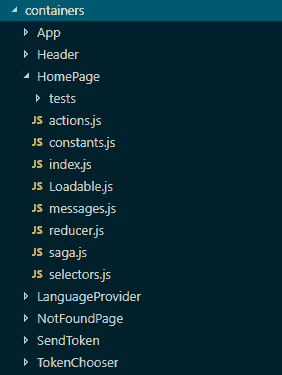 containers
App
Header
HomePage
tests
JS actions.js
JS constants.js
JS index.js
JS Loadable.js
JS messages.js
JS reducer.js
JS saga.js
JS selectors.js
LanguageProvider
NotFoundPage
SendToken
TokenChooser